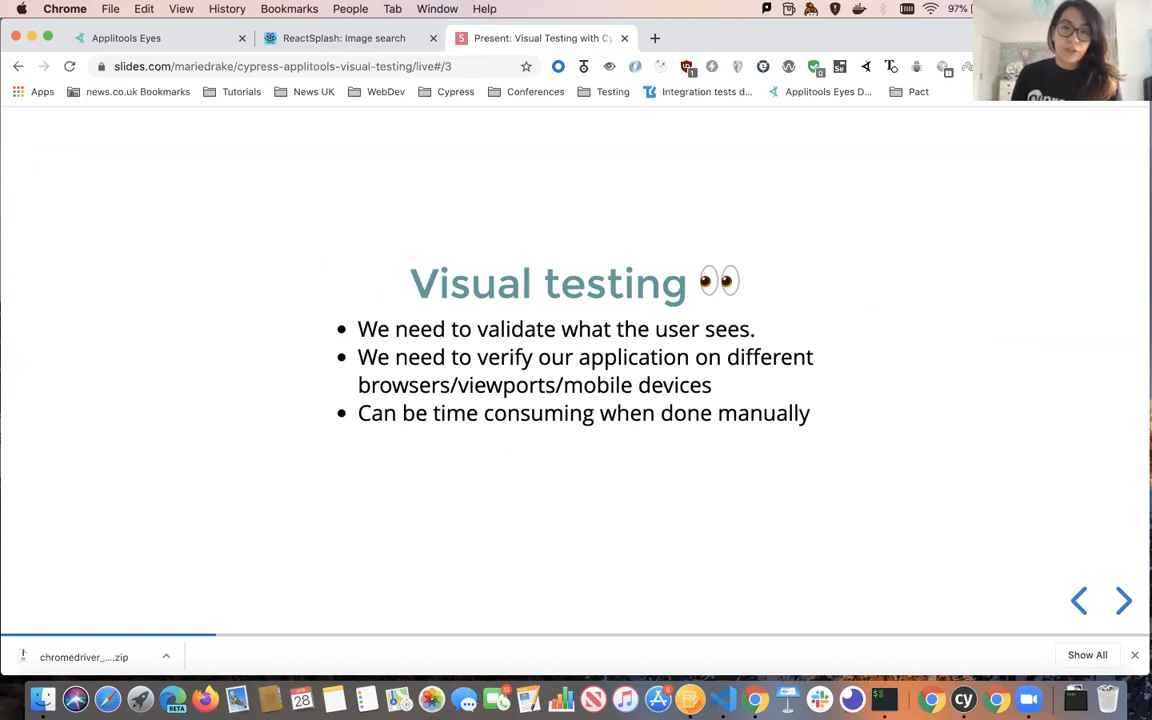 Chrome File Edit View History Bookmarks People Tab Window Help 97%
Applitools Eyes ReactSplash: Image search Present: Visual Testing with Cy
slides.com/mariedrake/cypress-applitools-visual-testing/live#/3
Apps news.co.uk Bookmarks Tutorials News UK WebDev Cypress Conferences Testing Integration tests d... Applitools Eyes D... Pact
Visual testing 👀
• We need to validate what the user sees.
• We need to verify our application on different
browsers/viewports/mobile devices
• Can be time consuming when done manually
chromedriver_....zip Show All
APR
28
BETA
cy